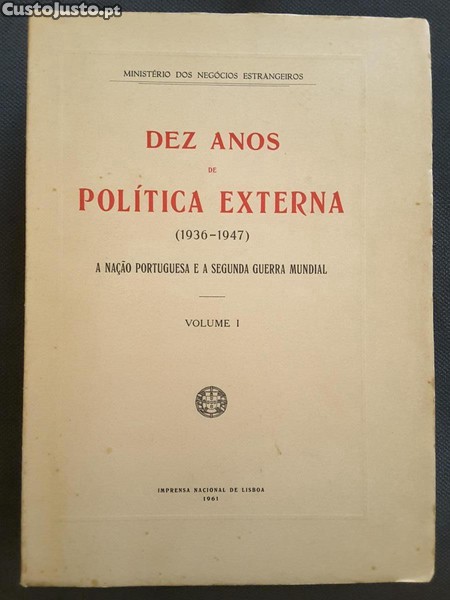 CustoJusto.pt
MINISTÉRIO DOS NEGÓCIOS ESTRANGEIROS
DEZ ANOS
DE
POLÍTICA EXTERNA
(1936-1947)
A NAÇÃO PORTUGUESA E A SEGUNDA GUERRA MUNDIAL
VOLUME I
IMPRENSA NACIONAL DE LISBOA
1961